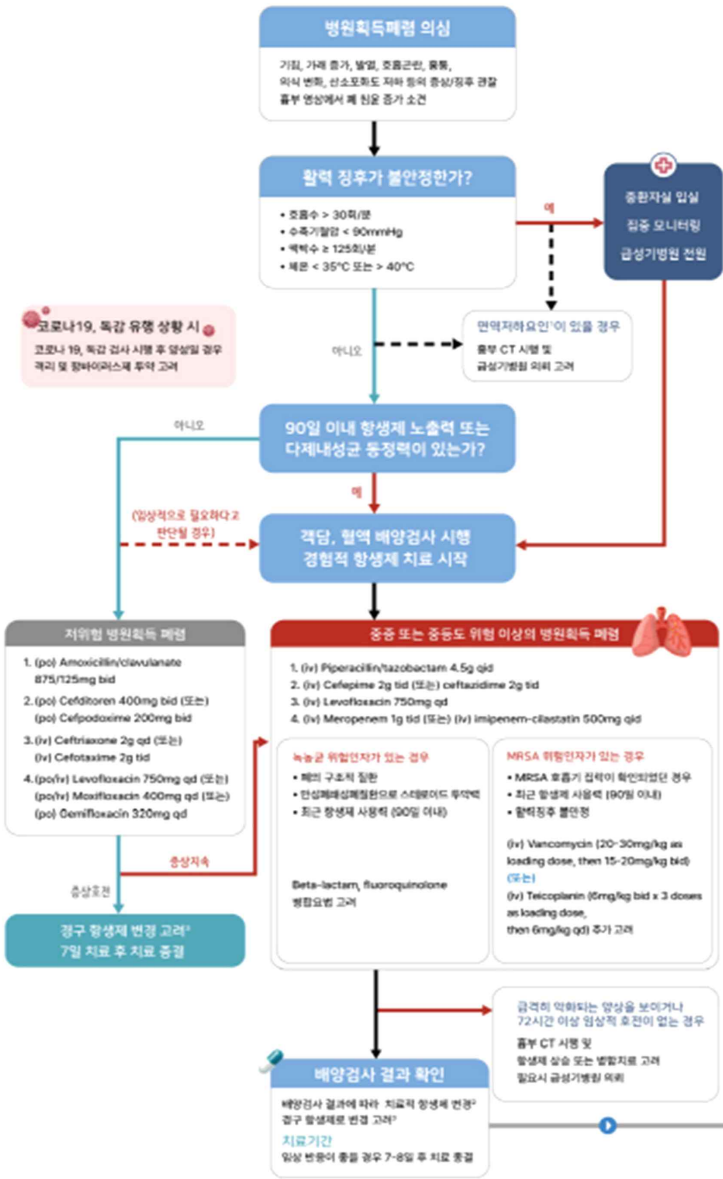 병원획득폐렴 의심
기침, 가래 증가, 발열, 호흡곤란, 흉통,
의식 변화, 산소포화도 저하 등의 증상/징후 관찰
흉부 영상에서 폐 침윤 증가 소견
활력 징후가 불안정한가?
• 호흡수 > 30회/분
• 수축기혈압 < 90mmHg
• 맥박수 ≥ 125회/분
• 체온 < 35°C 또는 > 40°C
예
중환자실 입실
집중 모니터링
급성기병원 전원
코로나19, 독감 유행 상황 시
코로나 19, 독감 검사 시행 후 양성일 경우
격리 및 항바이러스제 투약 고려
아니오
면역저하요인¹이 있을 경우
흉부 CT 시행 및
급성기병원 의뢰 고려
90일 이내 항생제 노출력 또는
다제내성균 동정력이 있는가?
아니오
예
(임상적으로 필요하다고
판단될 경우)
객담, 혈액 배양검사 시행
경험적 항생제 치료 시작
저위험 병원획득 폐렴
1. (po) Amoxicillin/clavulanate
875/125mg bid
2. (po) Cefditoren 400mg bid (또는)
(po) Cefpodoxime 200mg bid
3. (iv) Ceftriaxone 2g qd (또는)
(iv) Cefotaxime 2g tid
4. (po/iv) Levofloxacin 750mg qd (또는)
(po/iv) Moxifloxacin 400mg qd (또는)
(po) Gemifloxacin 320mg qd
증상지속
증상호전
경구 항생제 변경 고려²
7일 치료 후 치료 종결
중증 또는 중등도 위험 이상의 병원획득 폐렴
1. (iv) Piperacillin/tazobactam 4.5g qid
2. (iv) Cefepime 2g tid (또는) ceftazidime 2g tid
3. (iv) Levofloxacin 750mg qd
4. (iv) Meropenem 1g tid (또는) (iv) imipenem-cilastatin 500mg qid
녹농균 위험인자가 있는 경우
• 폐의 구조적 질환
• 만성폐쇄성폐질환으로 스테로이드 투약력
• 최근 항생제 사용력 (90일 이내)
Beta-lactam, fluoroquinolone
병합요법 고려
MRSA 위험인자가 있는 경우
• MRSA 호흡기 집락이 확인되었던 경우
• 최근 항생제 사용력 (90일 이내)
• 활력징후 불안정
(iv) Vancomycin (20-30mg/kg as
loading dose, then 15-20mg/kg bid)
(또는)
(iv) Teicoplanin (6mg/kg bid x 3 doses
as loading dose,
then 6mg/kg qd) 추가 고려
급격히 악화되는 양상을 보이거나
72시간 이상 임상적 호전이 없는 경우
흉부 CT 시행 및
항생제 상승 또는 병합치료 고려
필요시 급성기병원 의뢰
배양검사 결과 확인
배양검사 결과에 따라 치료적 항생제 변경²
경구 항생제로 변경 고려³
치료기간
임상 반응이 좋을 경우 7-8일 후 치료 종결